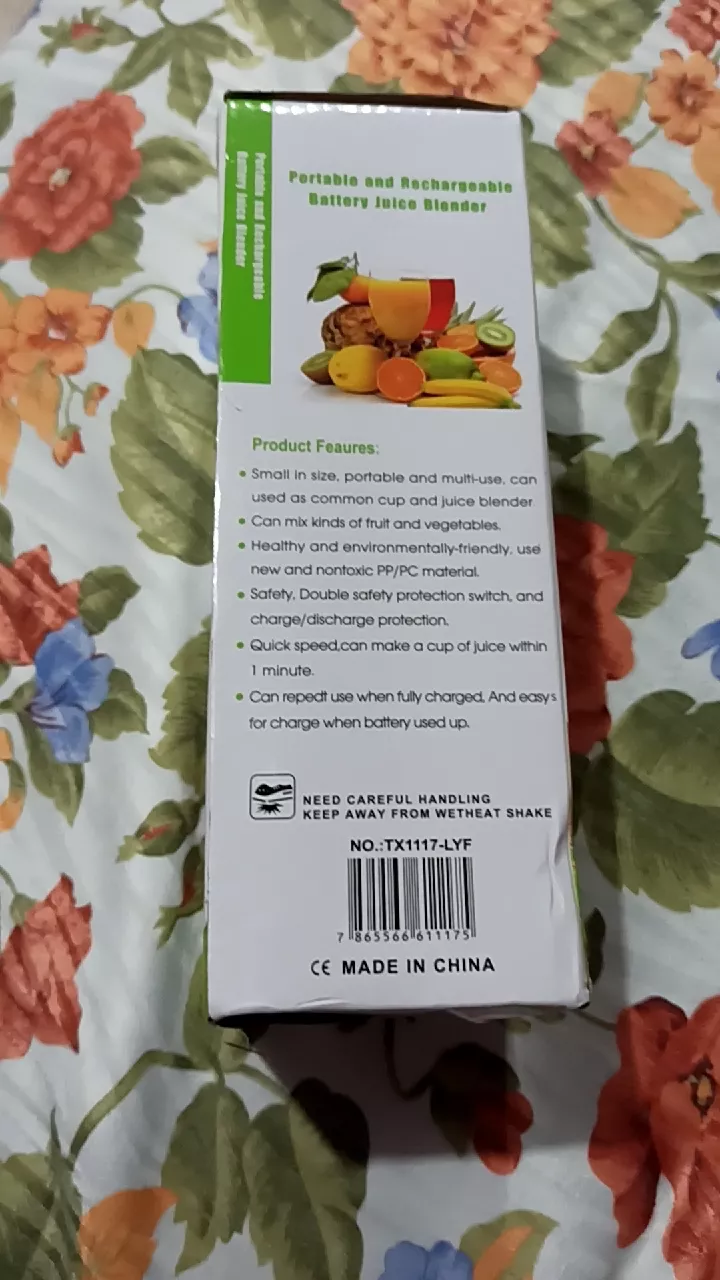 Portable and Rechargeable
Battery Juice Blender
Portable and Rechargeable
Battery Juice Blender
Product Feaures:
• Small in size, portable and multi-use, can
used as common cup and juice blender
• Can mix kinds of fruit and vegetables.
• Healthy and environmentally-friendly, use
new and nontoxic PP/PC material.
• Safety, Double safety protection switch, and
charge/discharge protection.
• Quick speed,can make a cup of juice within
1 minute.
• Can repedt use when fully charged, And easys
for charge when battery used up.
NEED CAREFUL HANDLING
KEEP AWAY FROM WETHEAT SHAKE
NO.:TX1117-LYF
7 865566 611175
CE MADE IN CHINA